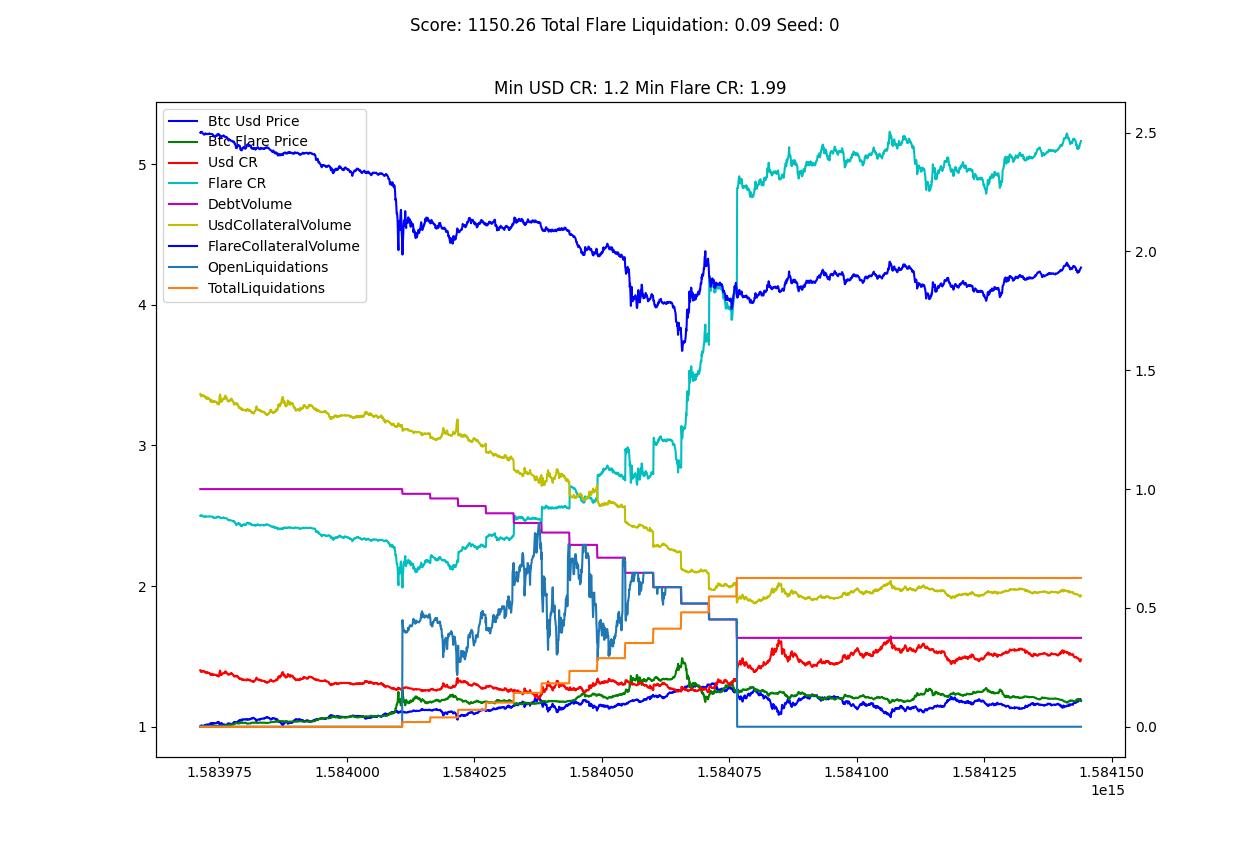 Score: 1150.26 Total Flare Liquidation: 0.09 Seed: 0
Min USD CR: 1.2 Min Flare CR: 1.99
Btc Usd Price
Btc Flare Price
Usd CR
Flare CR
DebtVolume
UsdCollateralVolume
FlareCollateralVolume
OpenLiquidations
TotalLiquidations
5
4
3
2
1
2.5
2.0
1.5
1.0
0.5
0.0
1.583975 1.584000 1.584025 1.584050 1.584075 1.584100 1.584125 1.584150
1e15